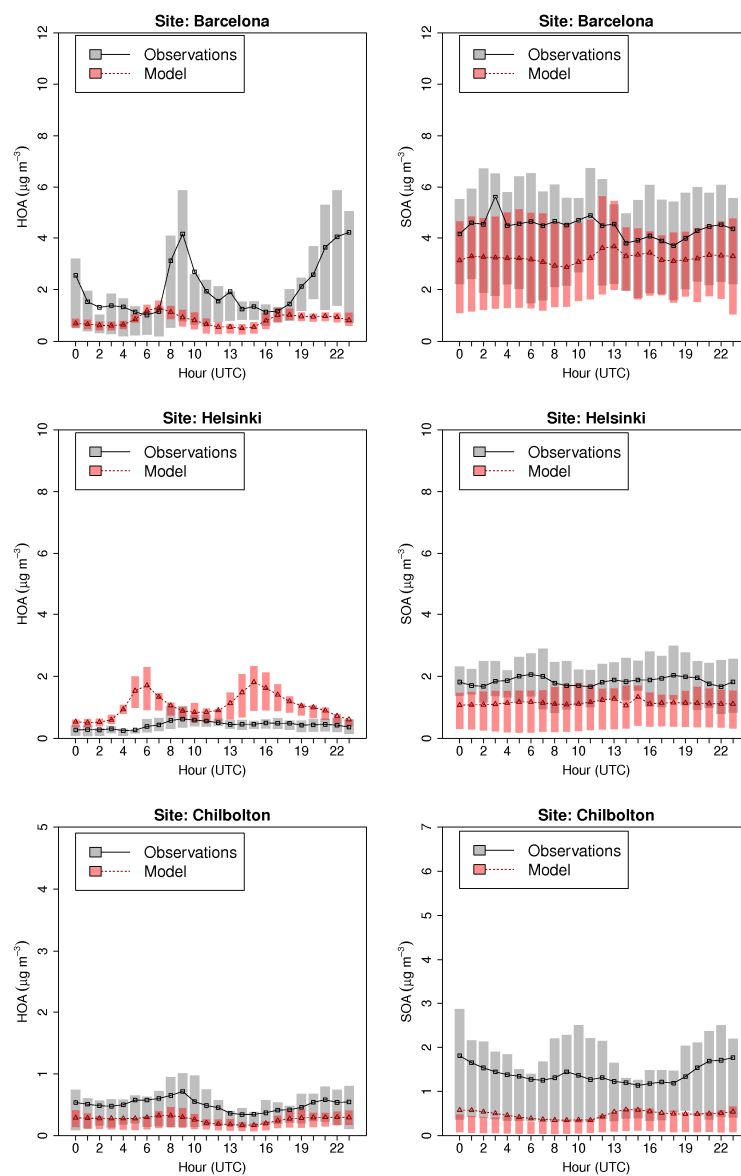 Site: Barcelona
12
10
8
6
4
2
0
HOA (µg m⁻³)
Observations
Model
0 2 4 6 8 10 13 16 19 22
Hour (UTC)
Site: Barcelona
12
10
8
6
4
2
0
SOA (µg m⁻³)
Observations
Model
0 2 4 6 8 10 13 16 19 22
Hour (UTC)
Site: Helsinki
10
8
6
4
2
0
HOA (µg m⁻³)
Observations
Model
0 2 4 6 8 10 13 16 19 22
Hour (UTC)
Site: Helsinki
10
8
6
4
2
0
SOA (µg m⁻³)
Observations
Model
0 2 4 6 8 10 13 16 19 22
Hour (UTC)
Site: Chilbolton
5
4
3
2
1
0
HOA (µg m⁻³)
Observations
Model
0 2 4 6 8 10 13 16 19 22
Hour (UTC)
Site: Chilbolton
7
6
5
4
3
2
1
0
SOA (µg m⁻³)
Observations
Model
0 2 4 6 8 10 13 16 19 22
Hour (UTC)